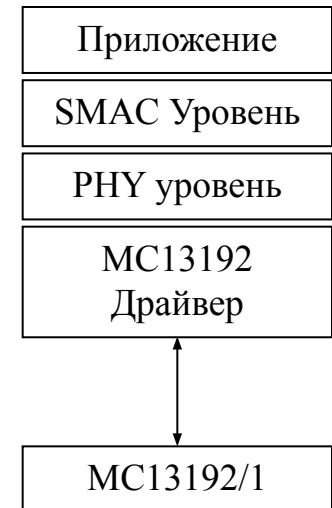 Приложение
SMAC Уровень
PHY уровень
MC13192
Драйвер
MC13192/1